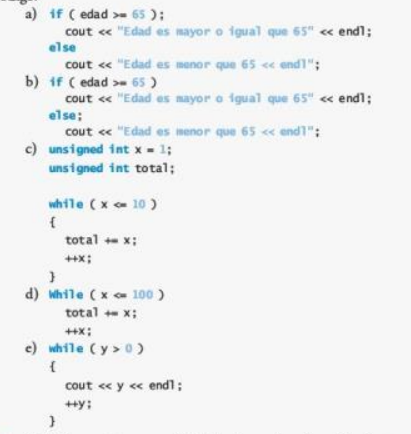 a) if ( edad >= 65 );
cout << "Edad es mayor o igual que 65" << endl;
else
cout << "Edad es menor que 65 << endl";
b) if ( edad >= 65 )
cout << "Edad es mayor o igual que 65" << endl;
else;
cout << "Edad es menor que 65 << endl";
c) unsigned int x = 1;
unsigned int total;
while ( x <= 10 )
{
total += x;
++x;
}
d) While ( x <= 100 )
total += x;
++x;
e) while ( y > 0 )
{
cout << y << endl;
++y;
}